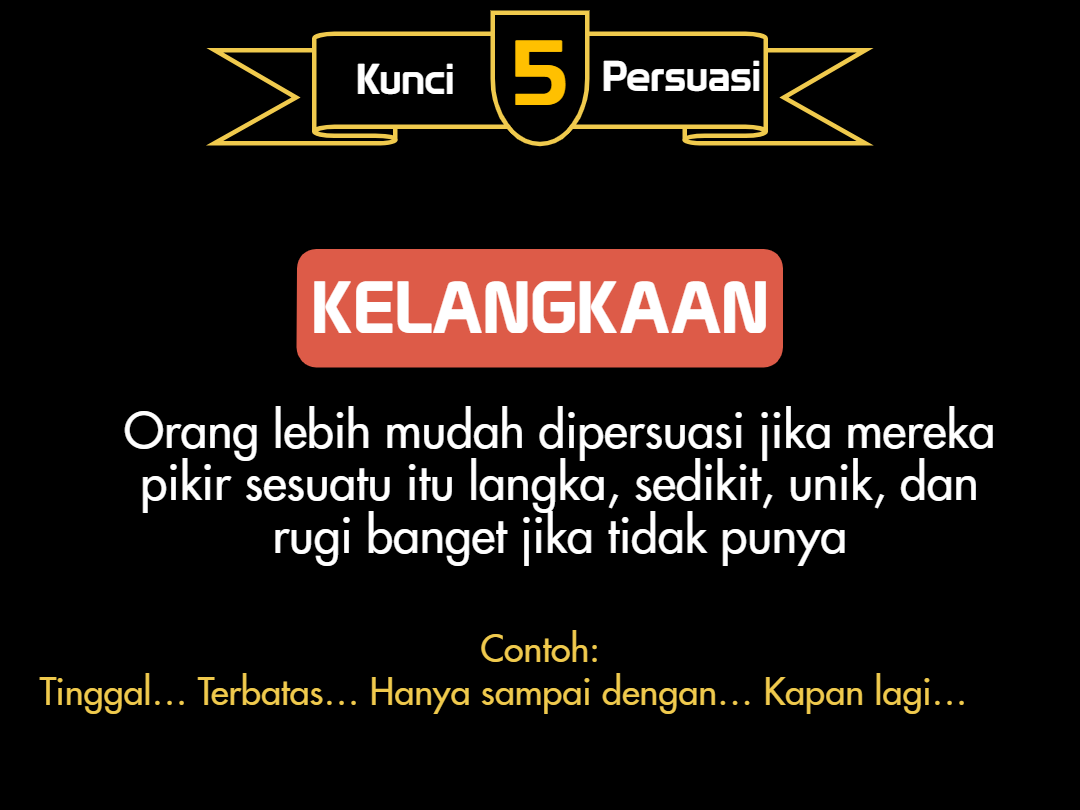 Kunci 5 Persuasi
KELANGKAAN
Orang lebih mudah dipersuasi jika mereka
pikir sesuatu itu langka, sedikit, unik, dan
rugi banget jika tidak punya
Contoh:
Tinggal… Terbatas… Hanya sampai dengan… Kapan lagi…